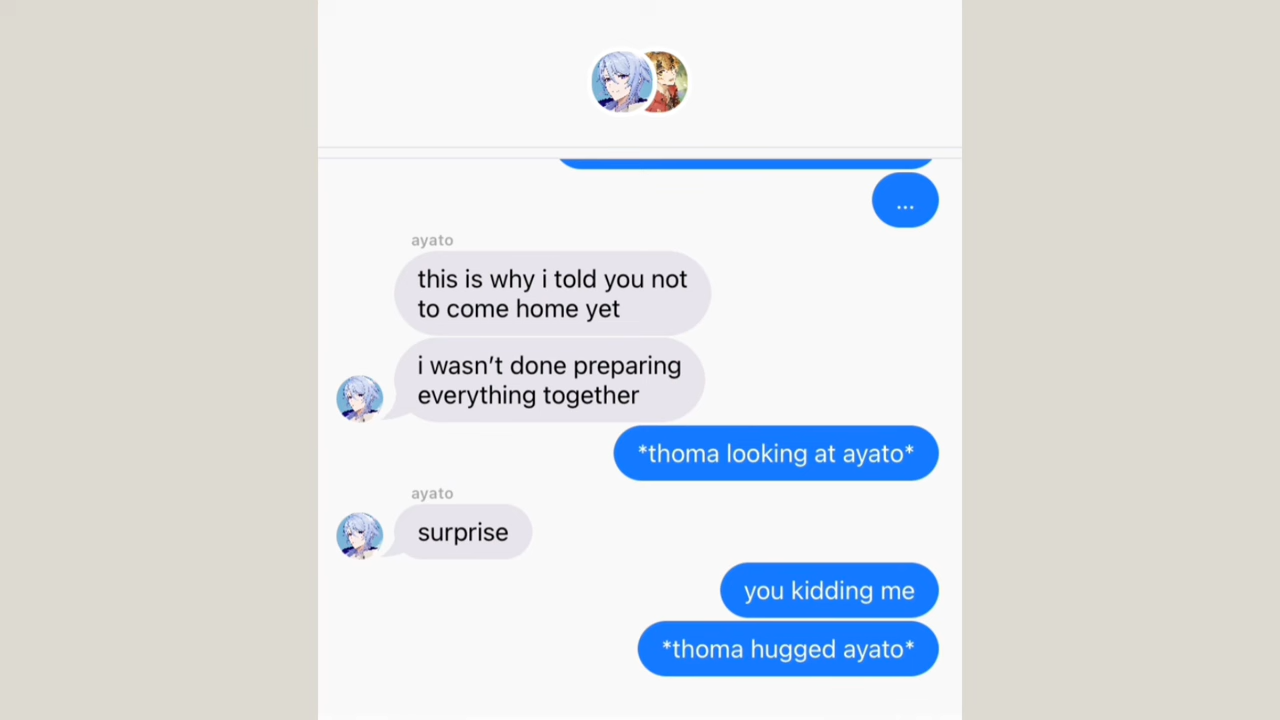 ...
ayato
this is why i told you not
to come home yet
i wasn’t done preparing
everything together
*thoma looking at ayato*
ayato
surprise
you kidding me
*thoma hugged ayato*